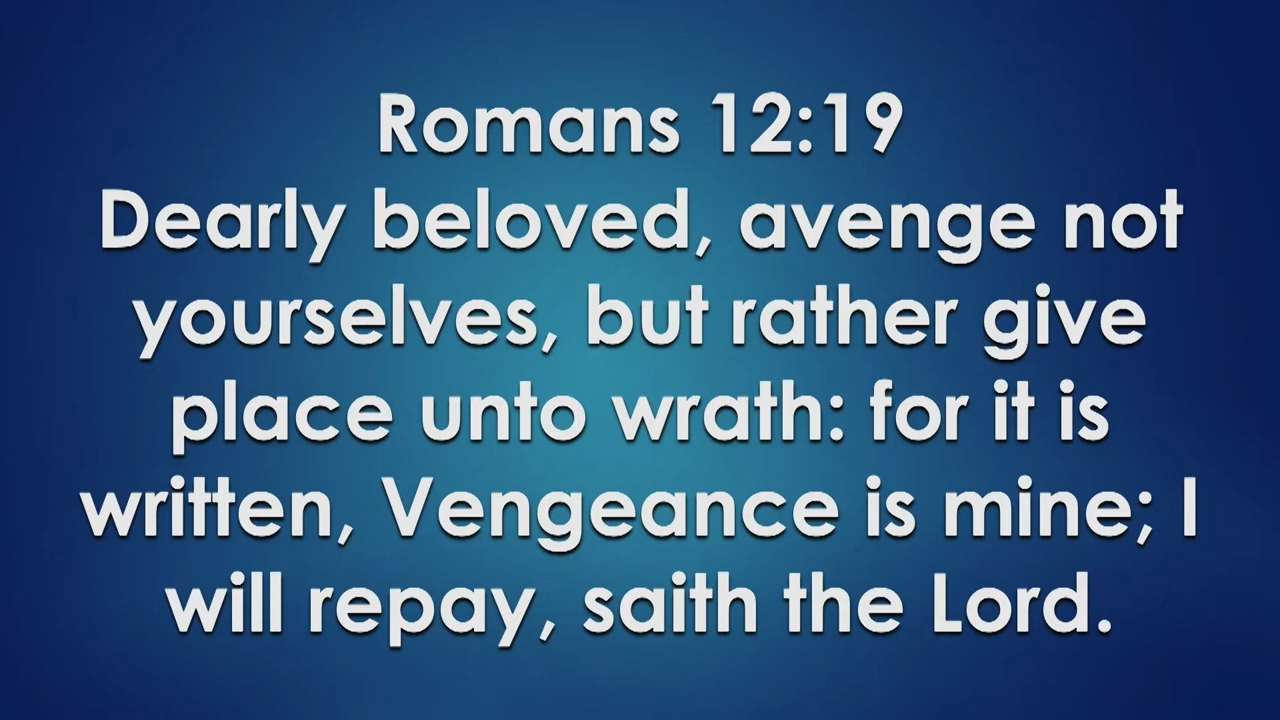 Romans 12:19
Dearly beloved, avenge not
yourselves, but rather give
place unto wrath: for it is
written, Vengeance is mine; I
will repay, saith the Lord.